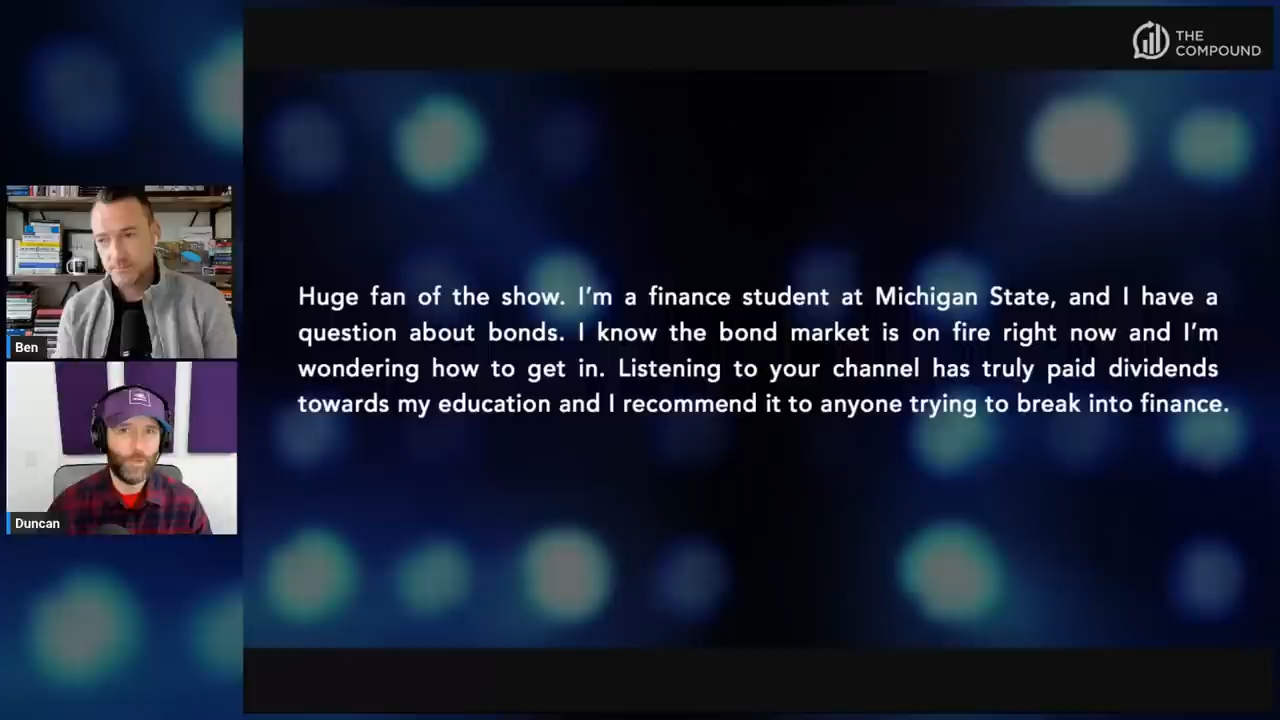 THE
COMPOUND
Huge fan of the show. I'm a finance student at Michigan State, and I have a
question about bonds. I know the bond market is on fire right now and I'm
wondering how to get in. Listening to your channel has truly paid dividends
towards my education and I recommend it to anyone trying to break into finance.
Ben
Duncan